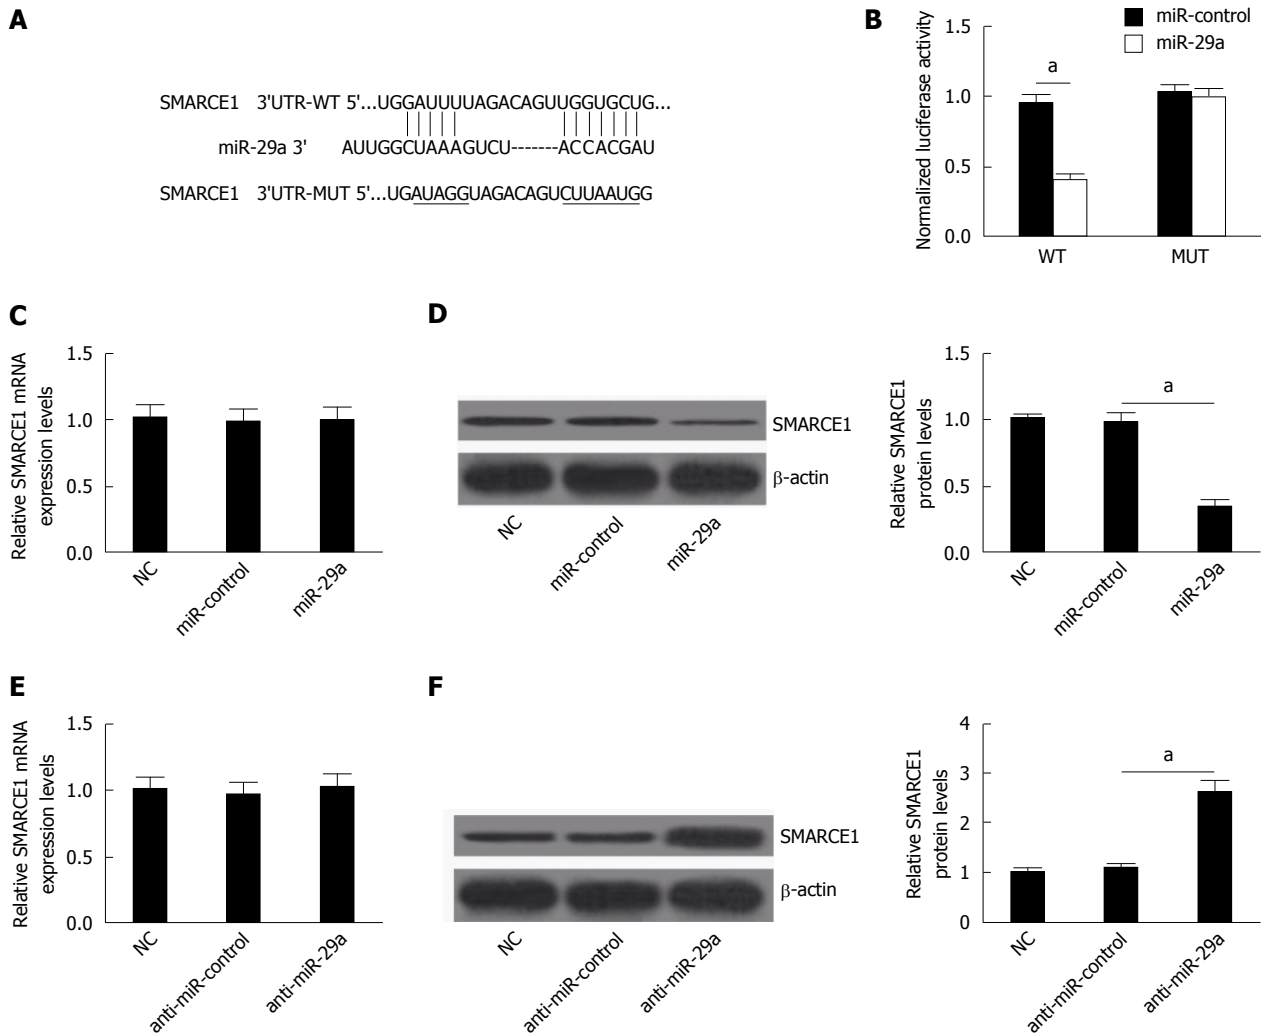 A
SMARCE1 3'UTR-WT 5'...UGGAUUUUAGACAGUUGGUGCUG...
miR-29a 3' AUUGGCUAAAGUCU-------ACCACGAU
SMARCE1 3'UTR-MUT 5'...UGAUAGGUAGACAGUCUUAAUGG
B
miR-control
miR-29a
Normalized luciferase activity
1.5
1.0
0.5
0.0
a
WT MUT
C
Relative SMARCE1 mRNA
expression levels
1.5
1.0
0.5
0.0
NC miR-control miR-29a
D
SMARCE1
β-actin
NC miR-control miR-29a
Relative SMARCE1
protein levels
1.5
1.0
0.5
0.0
a
NC miR-control miR-29a
E
Relative SMARCE1 mRNA
expression levels
1.5
1.0
0.5
0.0
NC anti-miR-control anti-miR-29a
F
SMARCE1
β-actin
NC anti-miR-control anti-miR-29a
Relative SMARCE1
protein levels
4
3
2
1
0
a
NC anti-miR-control anti-miR-29a